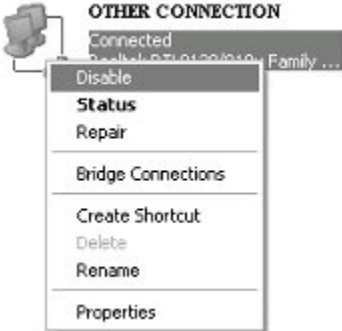 OTHER CONNECTION
Connected
Family ...
Disable
Status
Repair
Bridge Connections
Create Shortcut
Delete
Rename
Properties